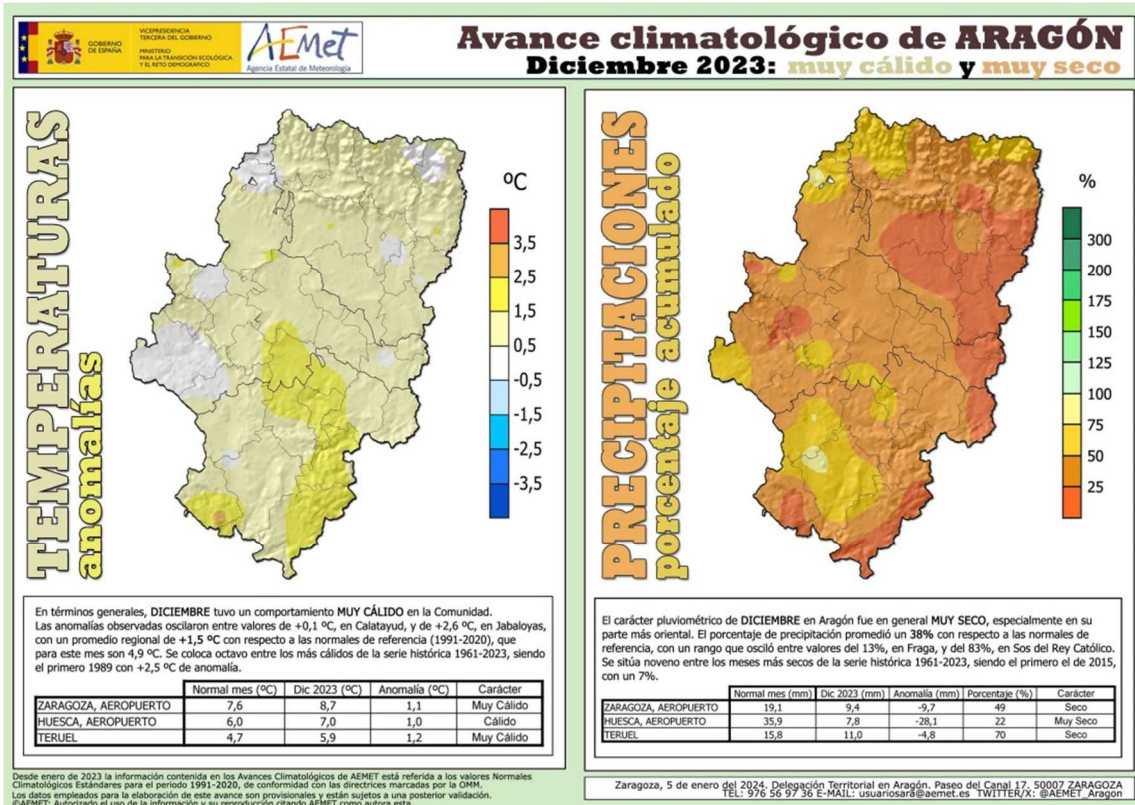 GOBIERNO
DE ESPAÑA
VICEPRESIDENCIA
TERCERA DEL GOBIERNO
MINISTERIO
PARA LA TRANSICIÓN ECOLÓGICA
Y EL RETO DEMOGRÁFICO
AEMet
Agencia Estatal de Meteorología
Avance climatológico de ARAGÓN
Diciembre 2023: muy cálido y muy seco
TEMPERATURAS
anomalías
ºC
3,5
2,5
1,5
0,5
-0,5
-1,5
-2,5
-3,5
En términos generales, DICIEMBRE tuvo un comportamiento MUY CÁLIDO en la Comunidad.
Las anomalías observadas oscilaron entre valores de +0,1 ºC, en Calatayud, y de +2,6 ºC, en Jabaloyas,
con un promedio regional de +1,5 ºC con respecto a las normales de referencia (1991-2020), que
para este mes son 4,9 ºC. Se coloca octavo entre los más cálidos de la serie histórica 1961-2023, siendo
el primero 1989 con +2,5 ºC de anomalía.
Normal mes (ºC) Dic 2023 (ºC) Anomalía (ºC) Carácter
ZARAGOZA, AEROPUERTO 7,6 8,7 1,1 Muy Cálido
HUESCA, AEROPUERTO 6,0 7,0 1,0 Cálido
TERUEL 4,7 5,9 1,2 Muy Cálido
Desde enero de 2023 la información contenida en los Avances Climatológicos de AEMET está referida a los valores Normales
Climatológicos Estándares para el periodo 1991-2020, de conformidad con las directrices marcadas por la OMM.
Los datos empleados para la elaboración de este avance son provisionales y están sujetos a una posterior validación.
©AEMET: Autorizado el uso de la información y su reproducción citando AEMET como autora esta
PRECIPITACIONES
porcentaje acumulado
%
300
200
175
150
125
100
75
50
25
El carácter pluviométrico de DICIEMBRE en Aragón fue en general MUY SECO, especialmente en su
parte más oriental. El porcentaje de precipitación promedió un 38% con respecto a las normales de
referencia, con un rango que osciló entre valores del 13%, en Fraga, y del 83%, en Sos del Rey Católico.
Se sitúa noveno entre los meses más secos de la serie histórica 1961-2023, siendo el primero el de 2015,
con un 7%.
Normal mes (mm) Dic 2023 (mm) Anomalía (mm) Porcentaje (%) Carácter
ZARAGOZA, AEROPUERTO 19,1 9,4 -9,7 49 Seco
HUESCA, AEROPUERTO 35,9 7,8 -28,1 22 Muy Seco
TERUEL 15,8 11,0 -4,8 70 Seco
Zaragoza, 5 de enero de 2024. Delegación Territorial en Aragón. Paseo del Canal 17. 50007 ZARAGOZA
TEL: 976 56 97 36 E-MAIL: usuariosara@aemet.es TWITTER/X: @AEMET_Aragon